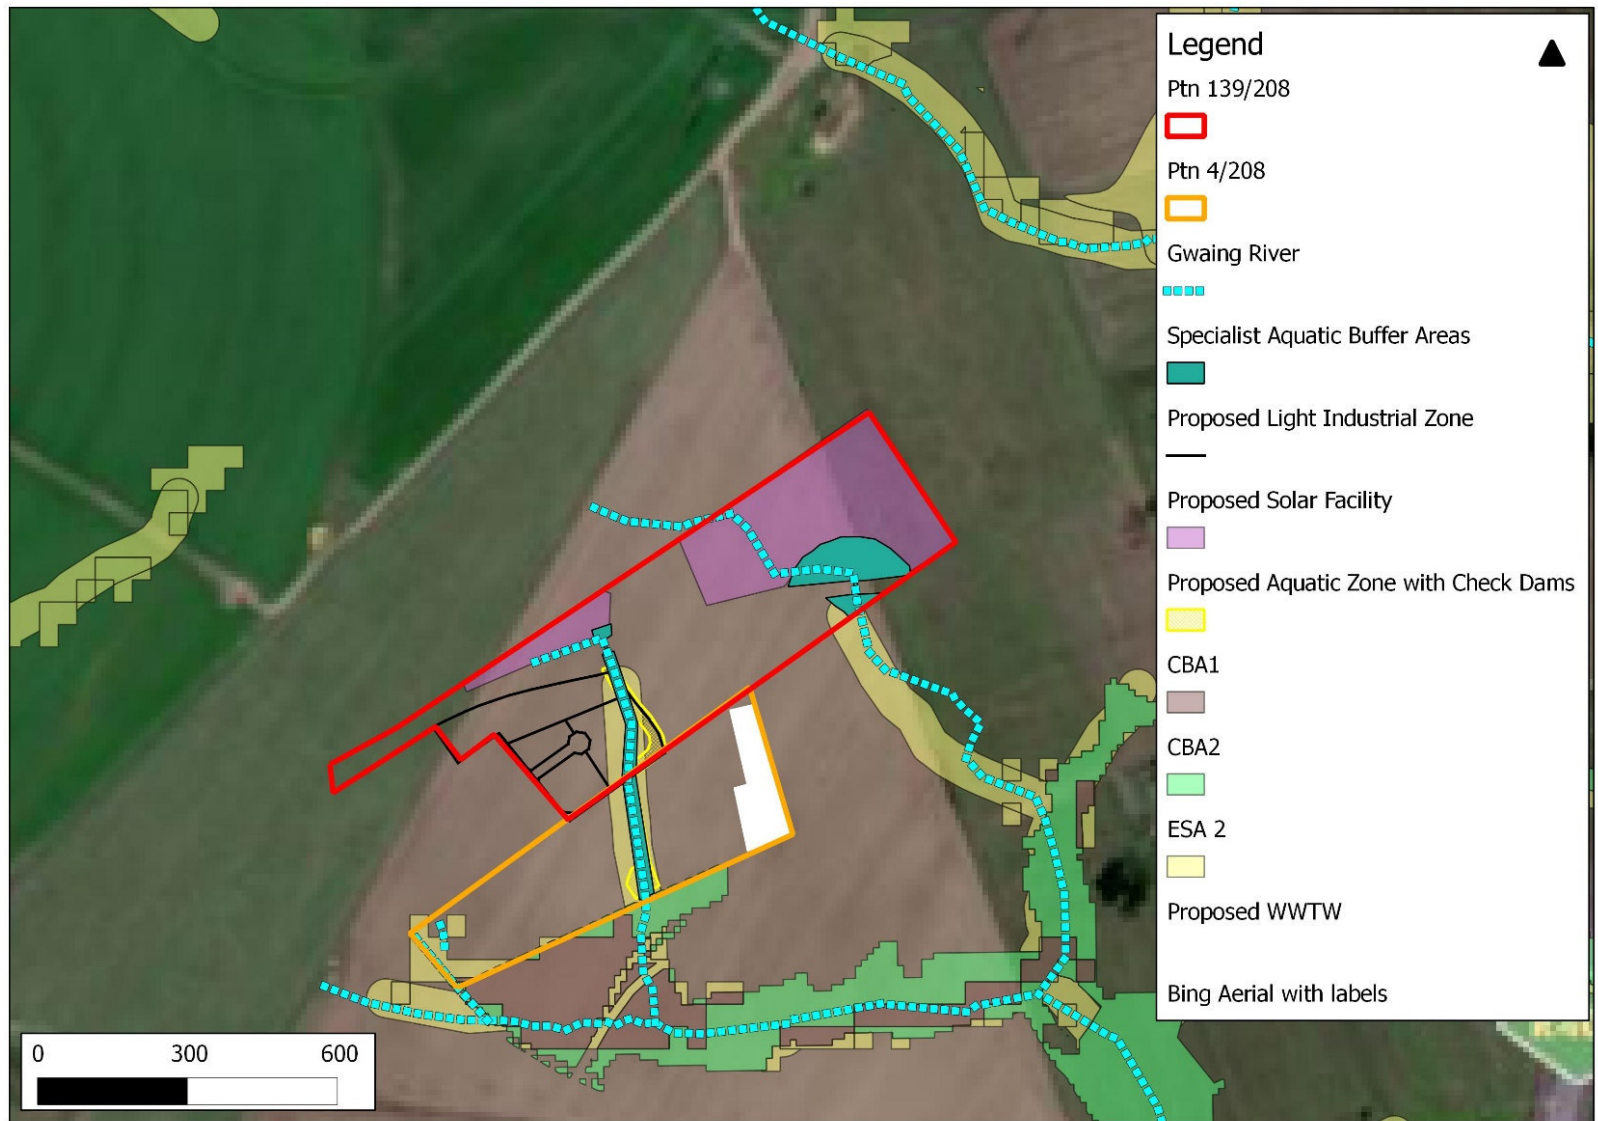 Legend
Ptn 139/208
Ptn 4/208
Gwaing River
Specialist Aquatic Buffer Areas
Proposed Light Industrial Zone
Proposed Solar Facility
Proposed Aquatic Zone with Check Dams
CBA1
CBA2
ESA 2
Proposed WWTW
Bing Aerial with labels
0 300 600